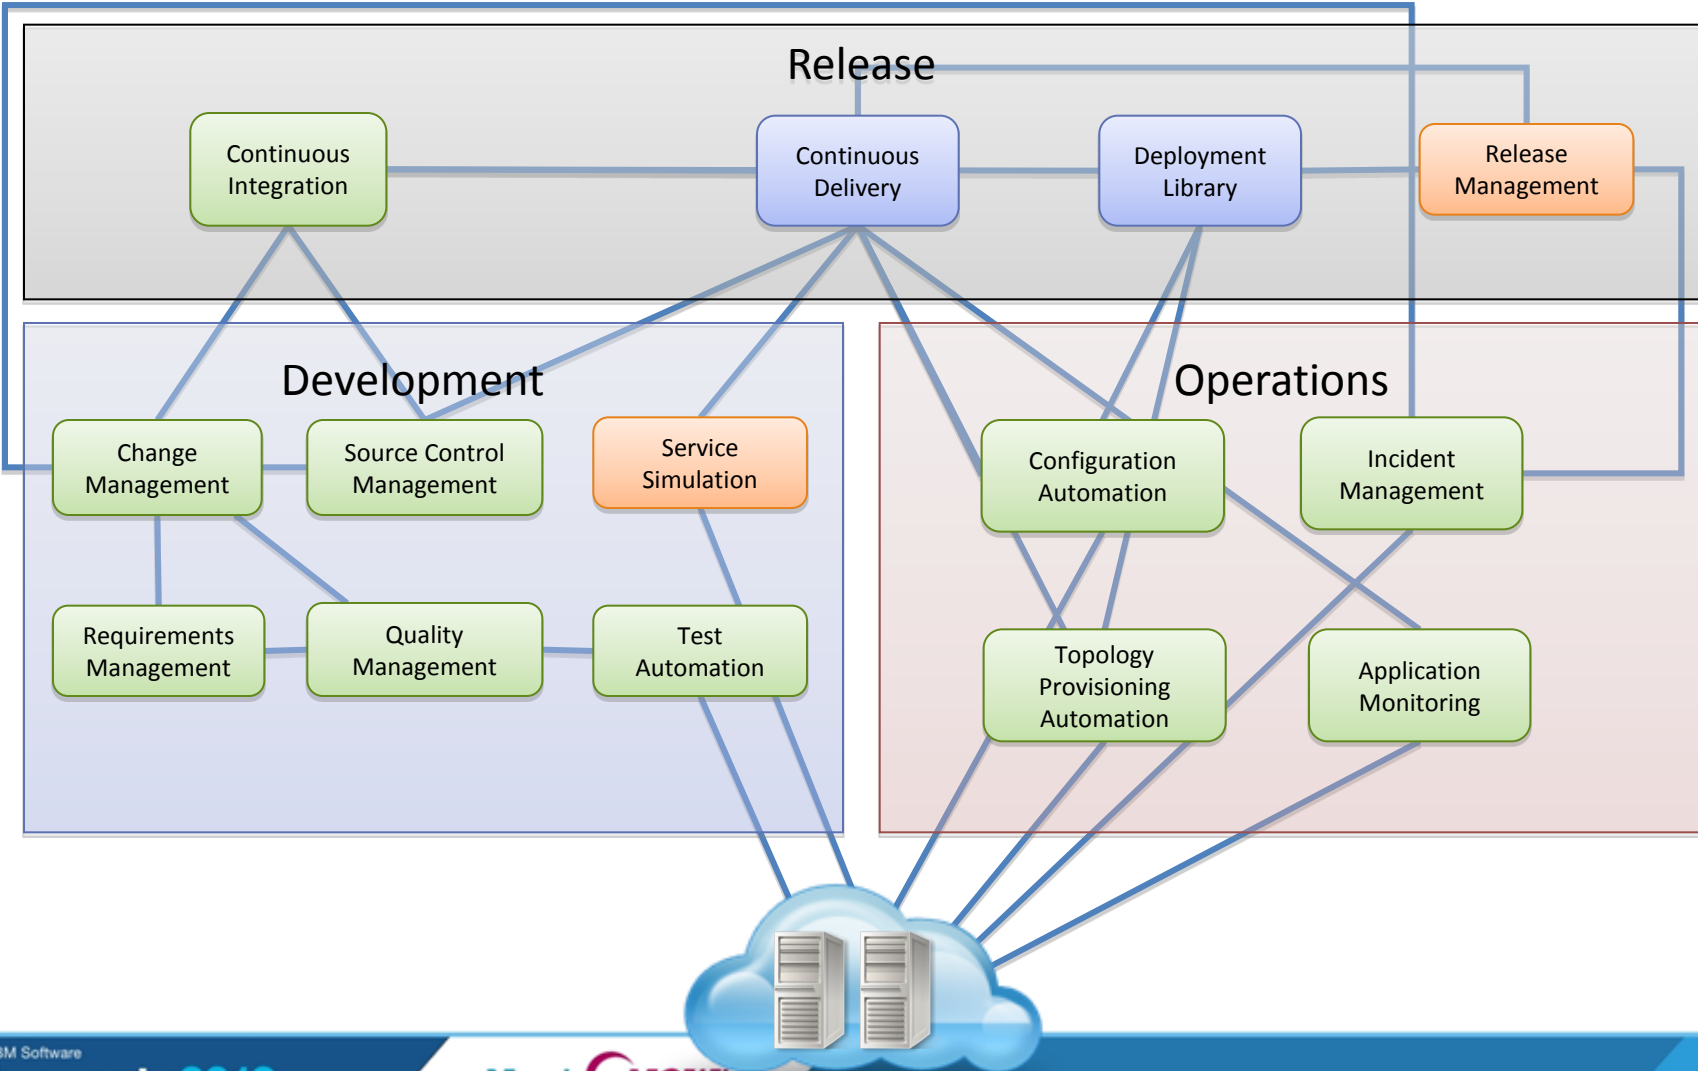 Release
Continuous
Integration
Continuous
Delivery
Deployment
Library
Release
Management
Development
Operations
Change
Management
Source Control
Management
Service
Simulation
Configuration
Automation
Incident
Management
Requirements
Management
Quality
Management
Test
Automation
Topology
Provisioning
Automation
Application
Monitoring
Software